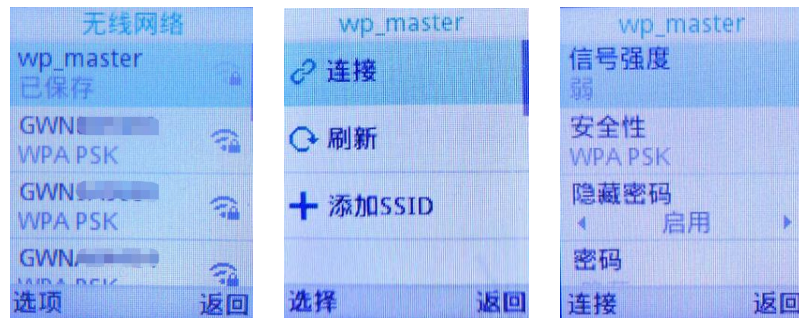 无线网络
wp_master
已保存
GWN
WPA PSK
GWN
WPA PSK
GWN
WPA PSK
选项 返回
wp_master
连接
刷新
添加SSID
选择 返回
wp_master
信号强度
弱
安全性
WPA PSK
隐藏密码
启用
密码
连接 返回